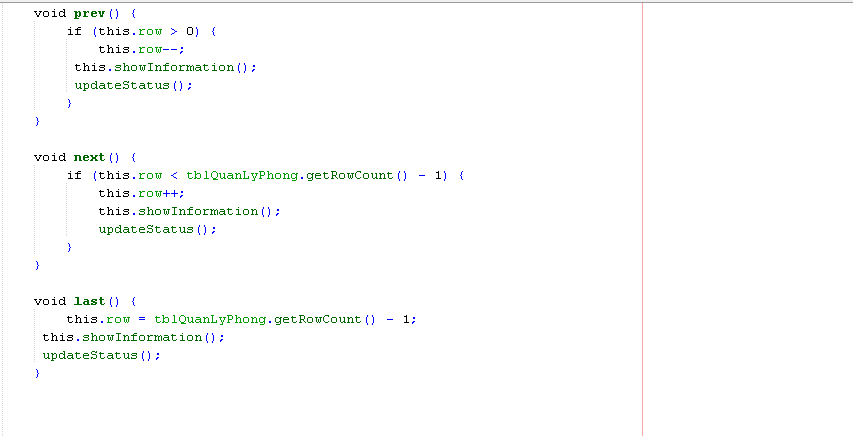 void prev() {
if (this.row > 0) {
this.row--;
this.showInformation();
updateStatus();
}
}
void next() {
if (this.row < tblQuanLyPhong.getRowCount() - 1) {
this.row++;
this.showInformation();
updateStatus();
}
}
void last() {
this.row = tblQuanLyPhong.getRowCount() - 1;
this.showInformation();
updateStatus();
}